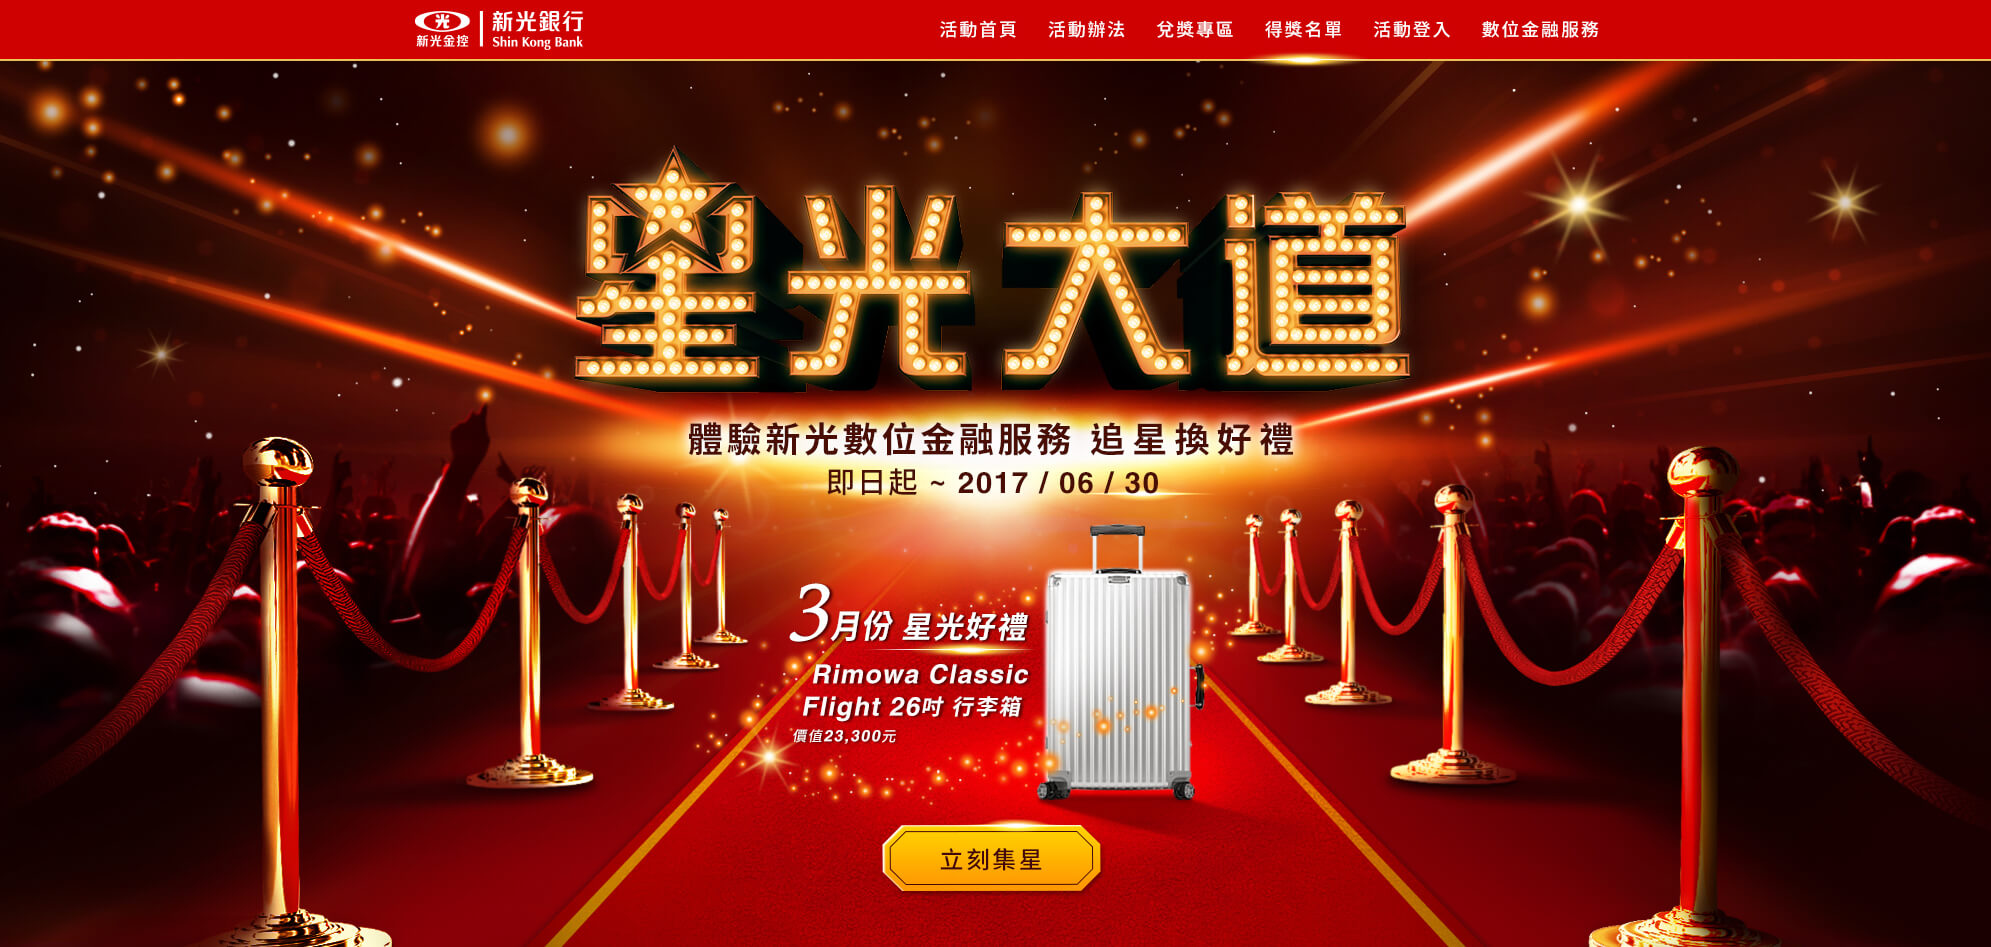 新光金控
新光銀行
Shin Kong Bank
活動首頁 活動辦法 兌獎專區 得獎名單 活動登入 數位金融服務
星光大道
體驗新光數位金融服務 追星換好禮
即日起 ~ 2017 / 06 / 30
3月份 星光好禮
Rimowa Classic
Flight 26吋 行李箱
價值23,300元
立刻集星